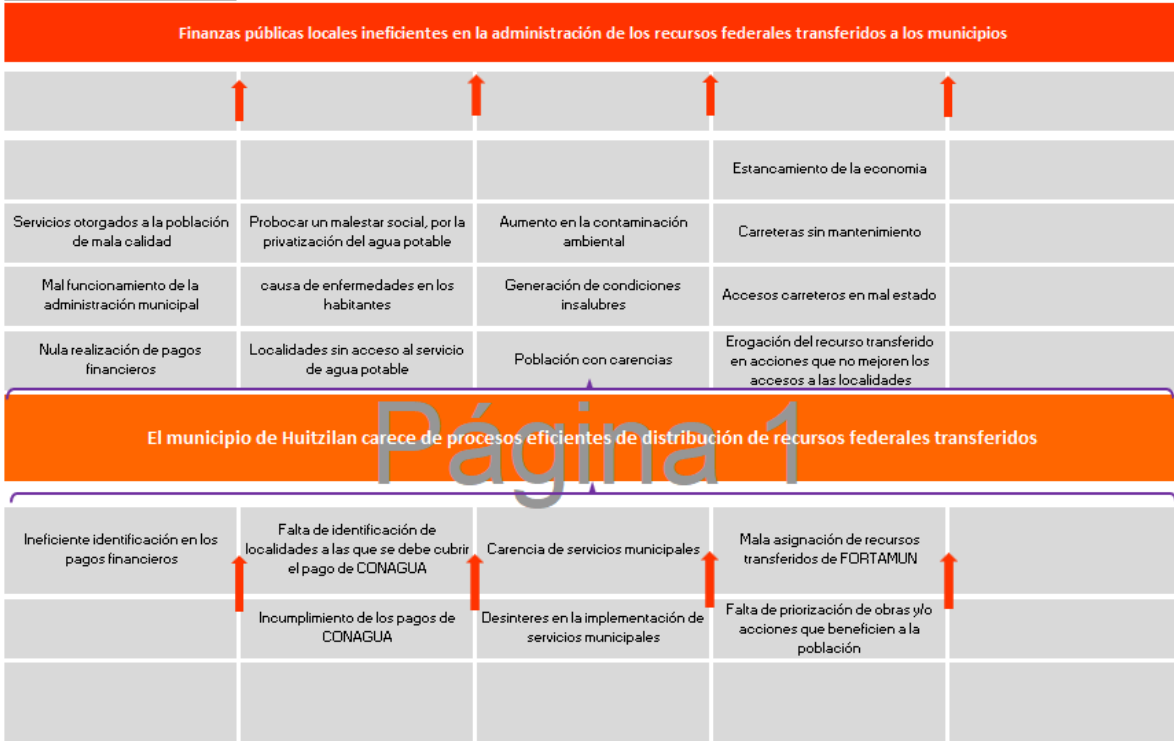 Finanzas públicas locales ineficientes en la administración de los recursos federales transferidos a los municipios
Estancamiento de la economia
Servicios otorgados a la población
de mala calidad
Probocar un malestar social, por la
privatización del agua potable
Aumento en la contaminación
ambiental
Carreteras sin mantenimiento
Mal funcionamiento de la
administración municipal
causa de enfermedades en los
habitantes
Generación de condiciones
insalubres
Accesos carreteros en mal estado
Nula realización de pagos
financieros
Localidades sin acceso al servicio
de agua potable
Población con carencias
Erogación del recurso transferido
en acciones que no mejoren los
accesos a las localidades
El municipio de Huitzilan carece de procesos eficientes de distribución de recursos federales transferidos
Página 1
Ineficiente identificación en los
pagos financieros
Falta de identificación de
localidades a las que se debe cubrir
el pago de CONAGUA
Carencia de servicios municipales
Mala asignación de recursos
transferidos de FORTAMUN
Incumplimiento de los pagos de
CONAGUA
Desinteres en la implementación de
servicios municipales
Falta de priorización de obras y/o
acciones que beneficien a la
población